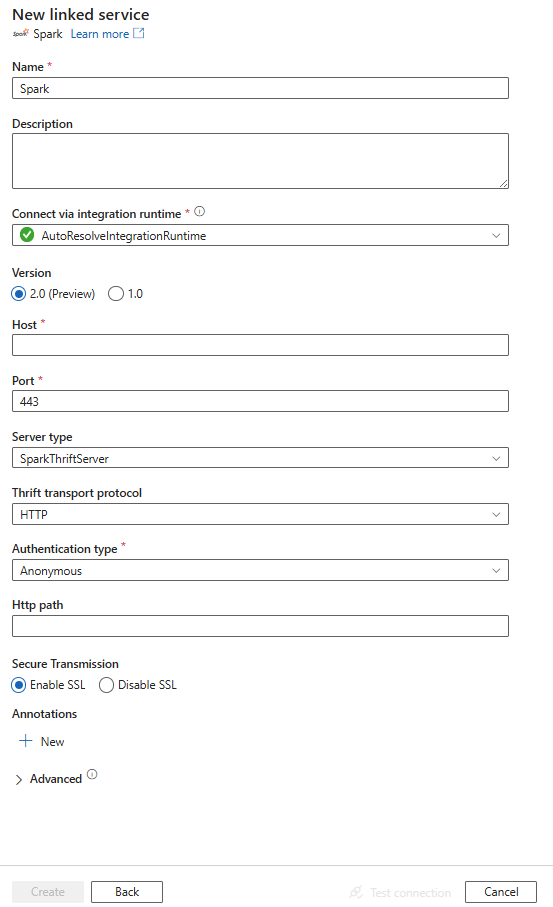 New linked service
Spark Spark Learn more
Name *
Spark
Description
Connect via integration runtime *
AutoResolveIntegrationRuntime
Version
2.0 (Preview) 1.0
Host *
Port *
443
Server type
SparkThriftServer
Thrift transport protocol
HTTP
Authentication type *
Anonymous
Http path
Secure Transmission
Enable SSL Disable SSL
Annotations
New
Advanced
Create Back Test connection Cancel